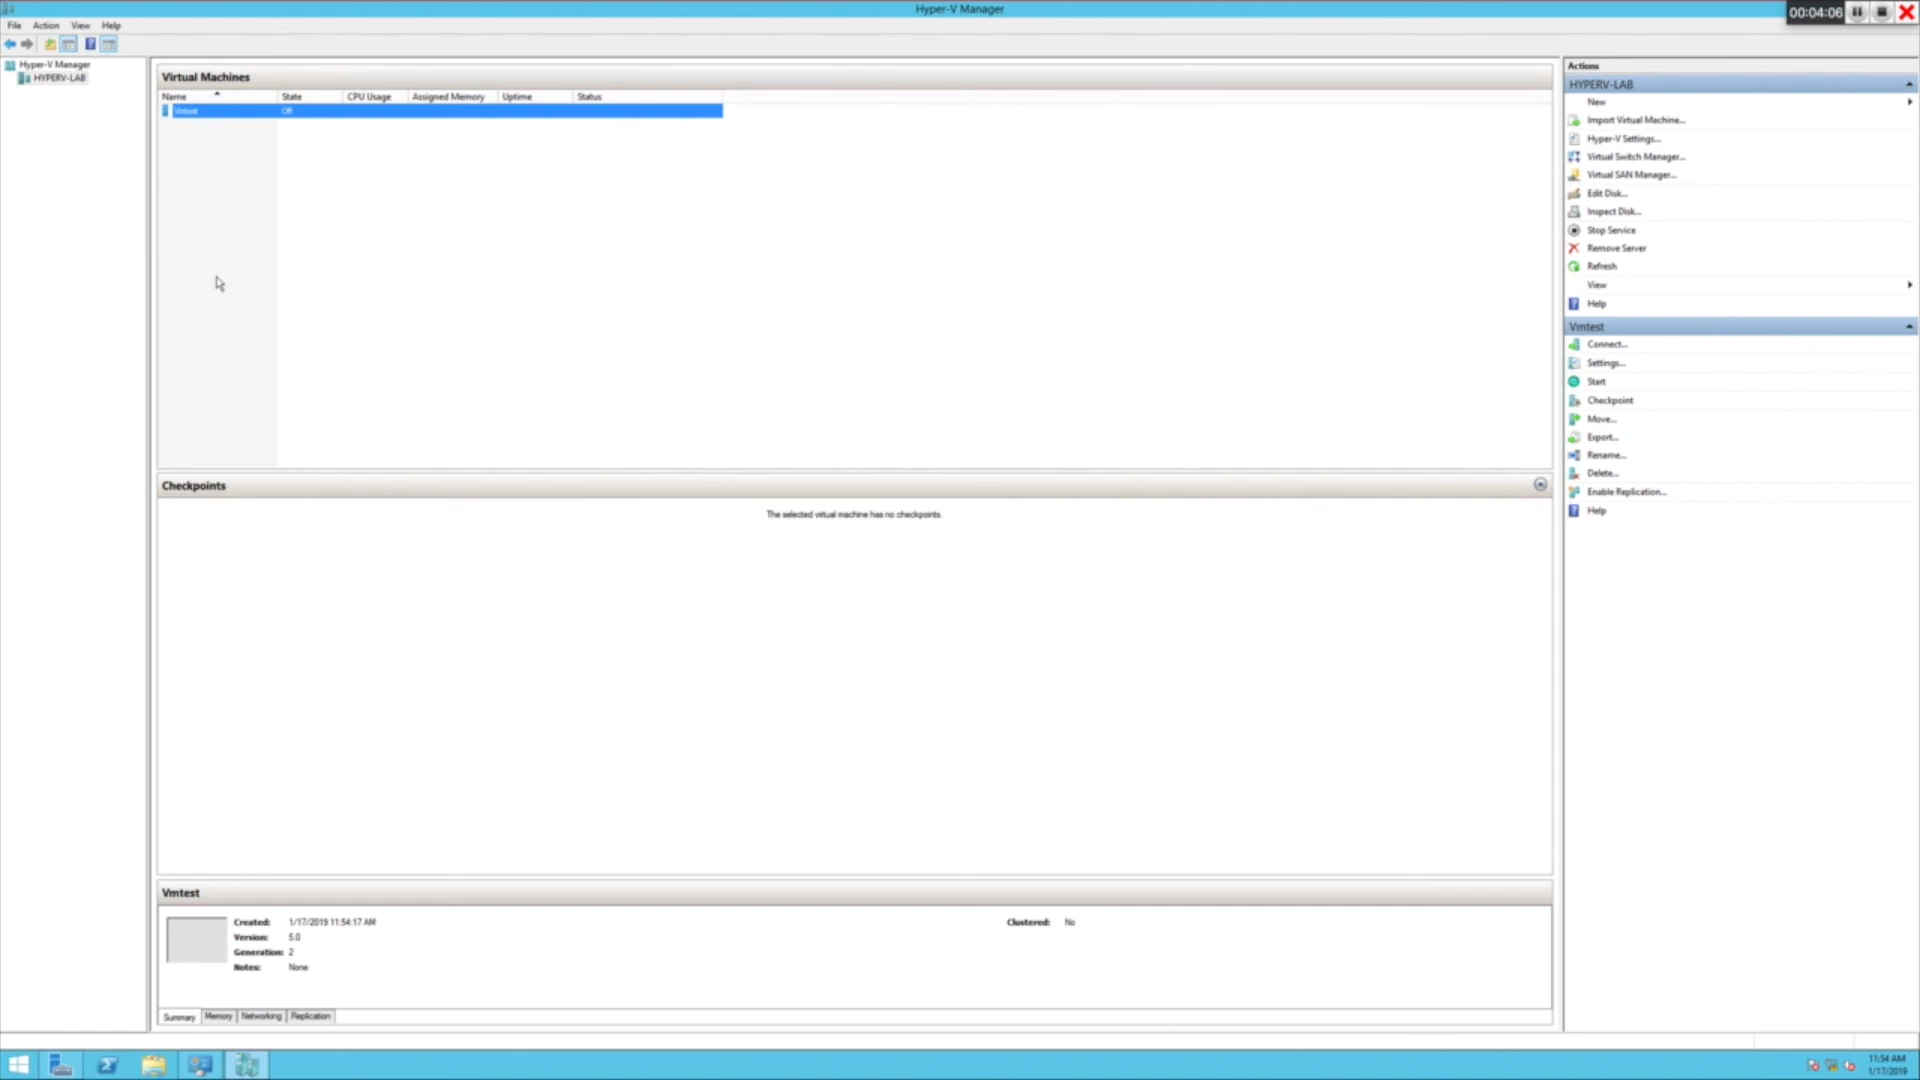 Hyper-V Manager
00:04:06
File Action View Help
Hyper-V Manager
HYPERV-LAB
Virtual Machines
Name State CPU Usage Assigned Memory Uptime Status
Vmtest Off
Checkpoints
The selected virtual machine has no checkpoints.
Vmtest
Created: 1/17/2019 11:54:17 AM Clustered: No
Version: 5.0
Generation: 2
Notes: None
Summary Memory Networking Replication
Actions
HYPERV-LAB
New
Import Virtual Machine...
Hyper-V Settings...
Virtual Switch Manager...
Virtual SAN Manager...
Edit Disk...
Inspect Disk...
Stop Service
Remove Server
Refresh
View
Help
Vmtest
Connect...
Settings...
Start
Checkpoint
Move...
Export...
Rename...
Delete...
Enable Replication...
Help
11:54 AM
1/17/2019